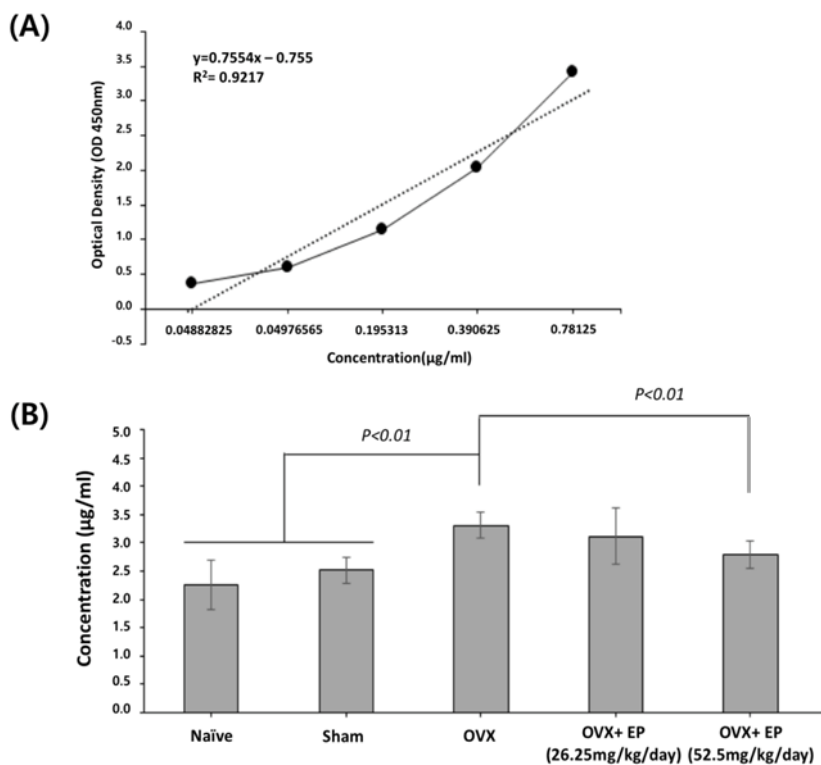 (A)
y=0.7554x – 0.755
R²= 0.9217
Optical Density (OD 450nm)
4.0
3.5
3.0
2.5
2.0
1.5
1.0
0.5
0.0
-0.5
0.04882825
0.04976565
0.195313
0.390625
0.78125
Concentration(μg/ml)
(B)
P<0.01
P<0.01
Concentration (μg/ml)
5.0
4.5
4.0
3.5
3.0
2.5
2.0
1.5
1.0
0.5
0.0
Naïve
Sham
OVX
OVX+ EP
(26.25mg/kg/day)
OVX+ EP
(52.5mg/kg/day)